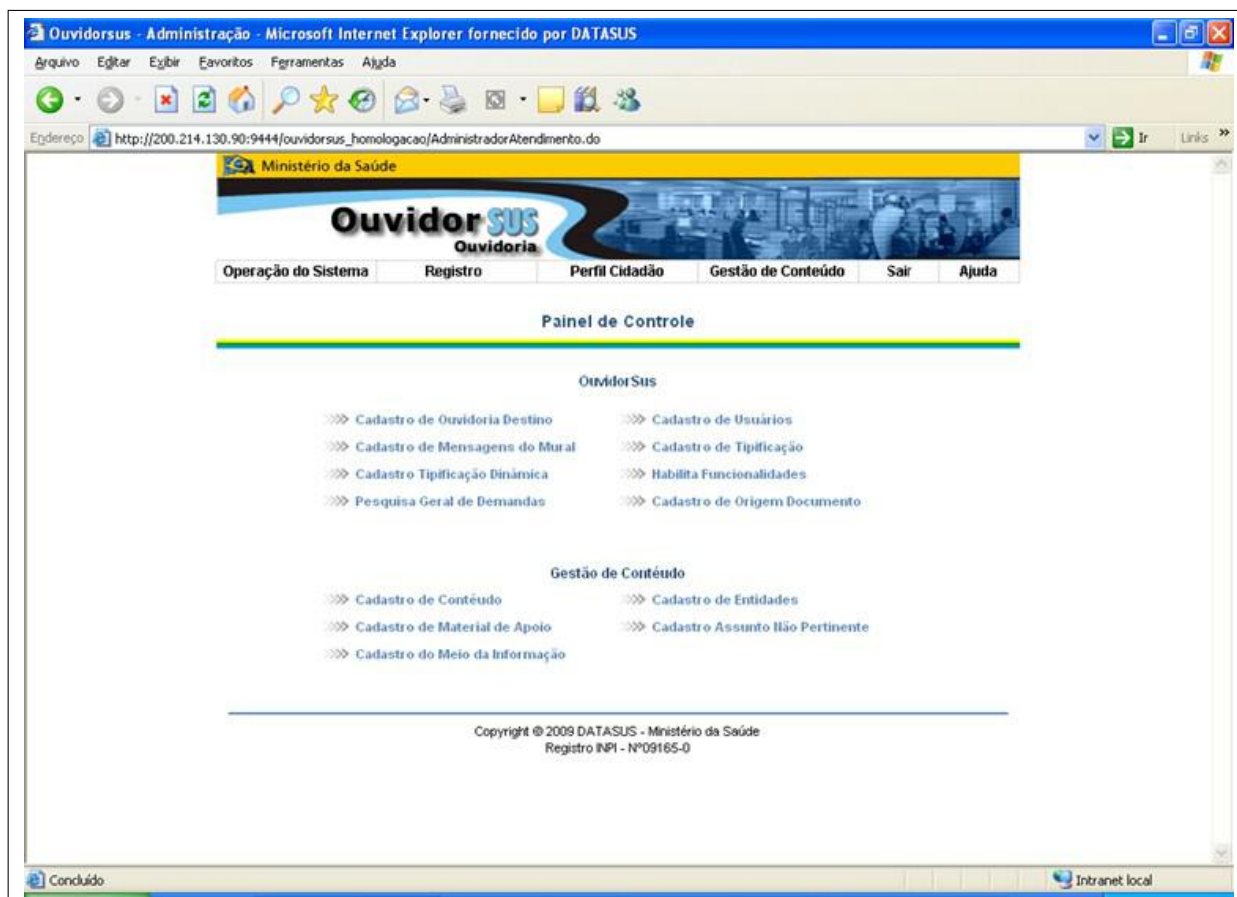 Ouvidorsus - Administração - Microsoft Internet Explorer fornecido por DATASUS
Arquivo Editar Exibir Favoritos Ferramentas Ajuda
Endereço http://200.214.130.90:9444/ouvidorsus_homologacao/AdministradorAtendimento.do Ir Links »
Ministério da Saúde
Ouvidor SUS
Ouvidoria
Operação do Sistema Registro Perfil Cidadão Gestão de Conteúdo Sair Ajuda
Painel de Controle
OuvidorSus
Cadastro de Ouvidoria Destino Cadastro de Usuários
Cadastro de Mensagens do Mural Cadastro de Tipificação
Cadastro Tipificação Dinâmica Habilita Funcionalidades
Pesquisa Geral de Demandas Cadastro de Origem Documento
Gestão de Contéudo
Cadastro de Contéudo Cadastro de Entidades
Cadastro de Material de Apoio Cadastro Assunto Não Pertinente
Cadastro do Meio da Informação
Copyright © 2009 DATASUS - Ministério da Saúde
Registro INPI - Nº09165-0
Concluído Intranet local